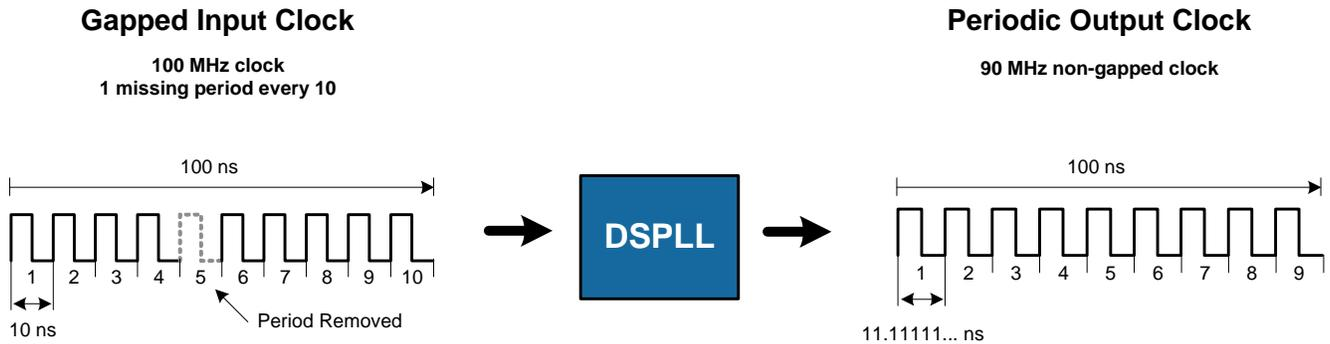 Gapped Input Clock
100 MHz clock
1 missing period every 10
100 ns
1 2 3 4 5 6 7 8 9 10
10 ns
Period Removed
DSPLL
Periodic Output Clock
90 MHz non-gapped clock
100 ns
1 2 3 4 5 6 7 8 9
11.11111... ns